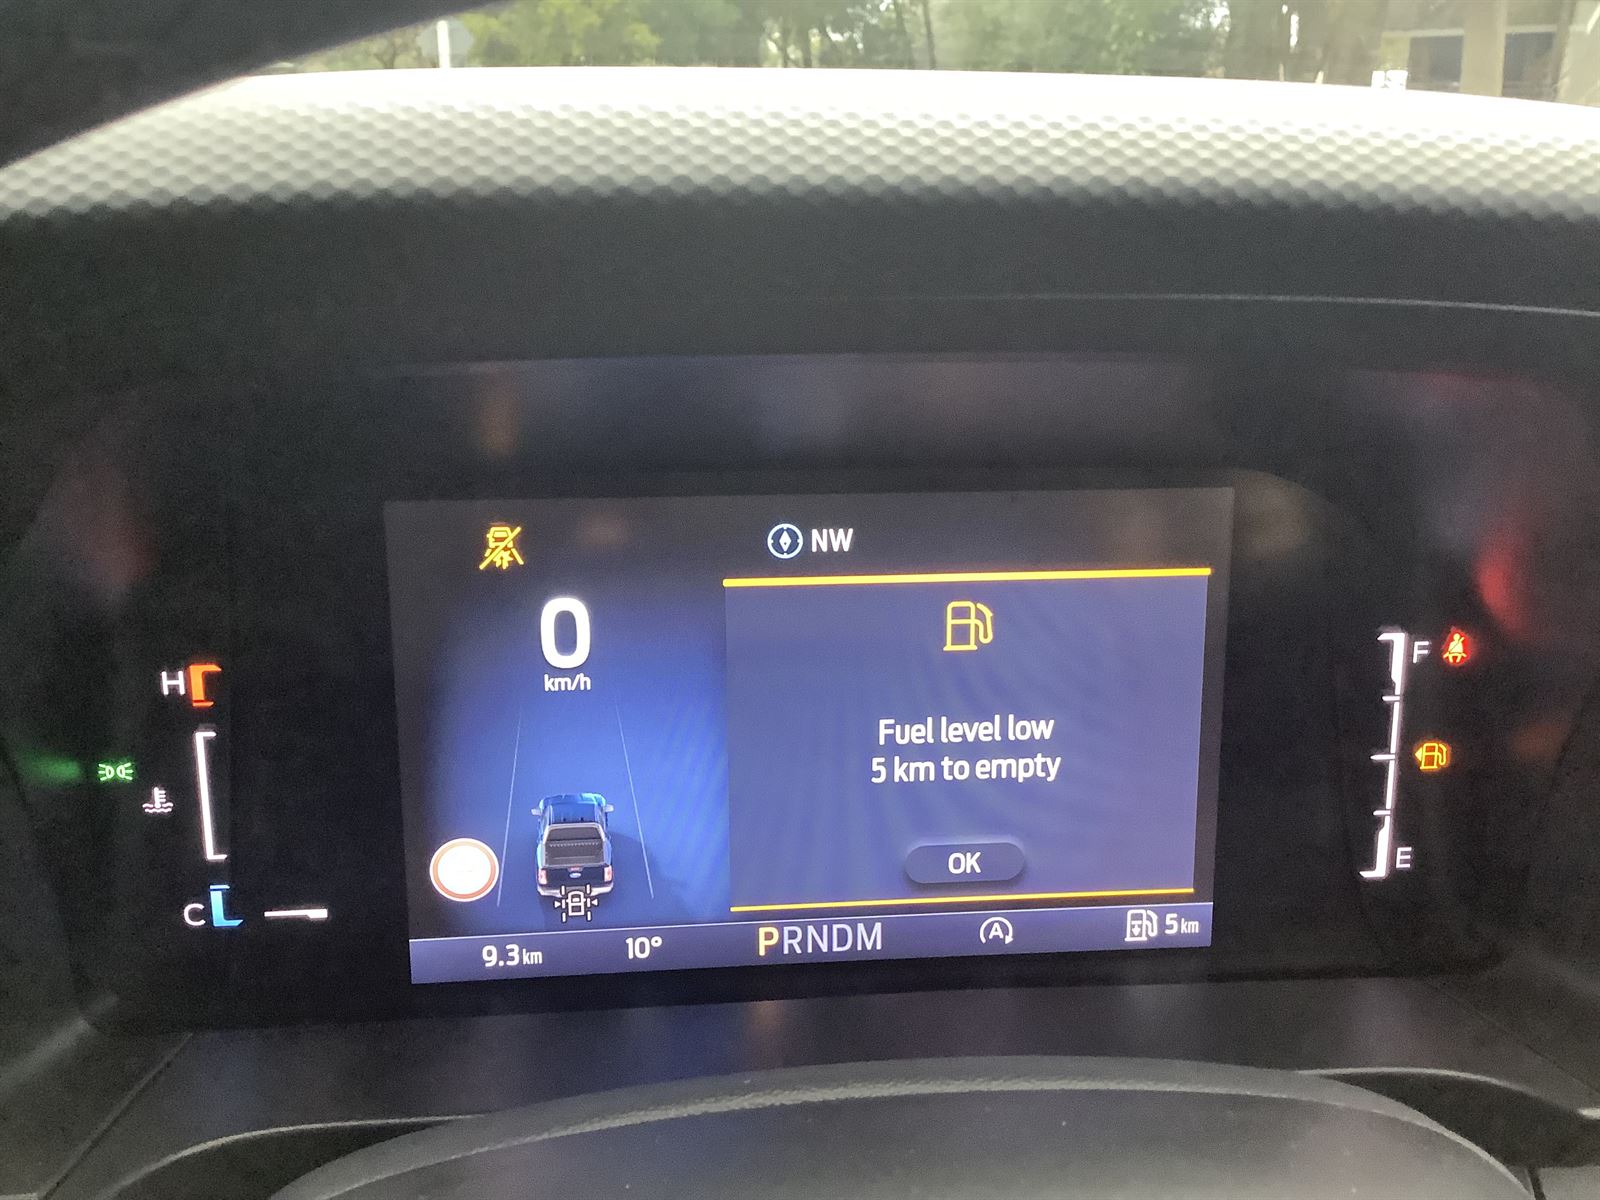 NW
0
km/h
Fuel level low
5 km to empty
OK
9.3 km
10°
PRNDM
A
5 km
H
C
F
E